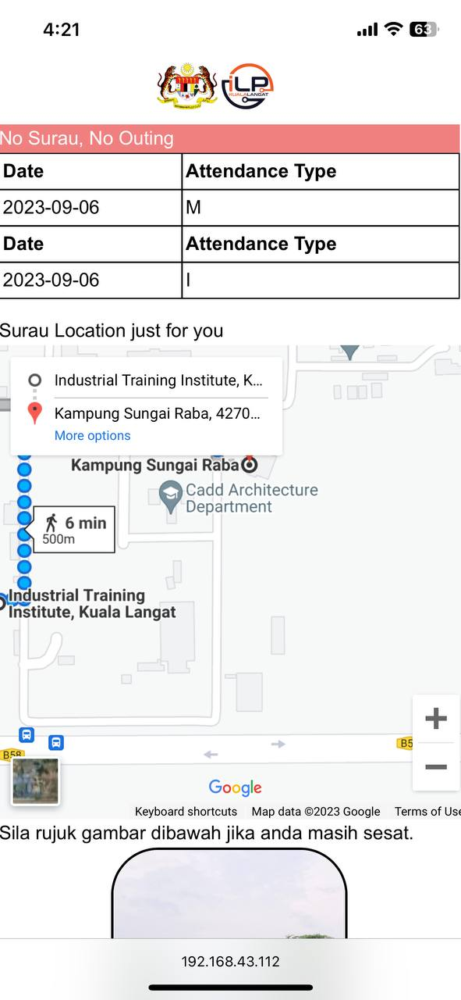 4:21
63
iLP
KUALALANGAT
No Surau, No Outing
Date Attendance Type
2023-09-06 M
Date Attendance Type
2023-09-06 I
Surau Location just for you
Industrial Training Institute, K...
Kampung Sungai Raba, 4270...
More options
Kampung Sungai Raba
Cadd Architecture
Department
6 min
500m
Industrial Training
Institute, Kuala Langat
B58
B5
Google
Keyboard shortcuts Map data ©2023 Google Terms of Use
Sila rujuk gambar dibawah jika anda masih sesat.
192.168.43.112